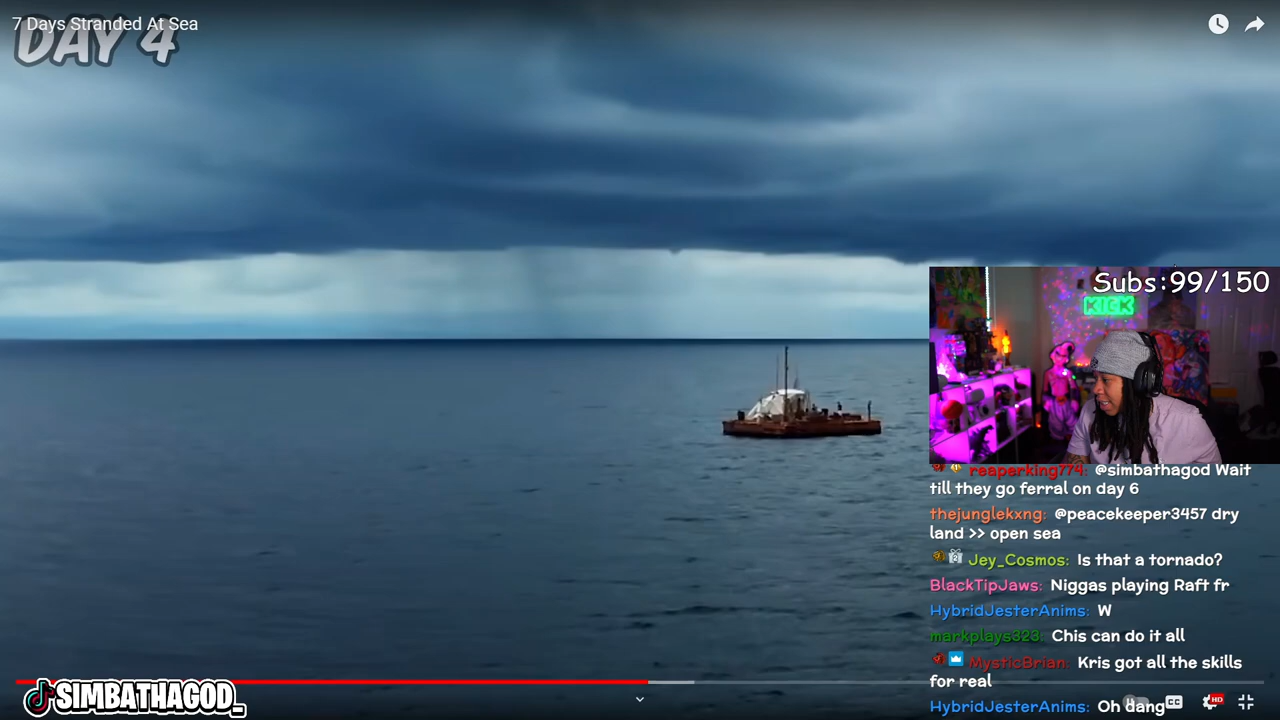 7 Days Stranded At Sea
DAY 4
Subs:99/150
KICK
reaperking774: @simbathagod Wait
till they go ferral on day 6
thejunglekxng: @peacekeeper3457 dry
land >> open sea
Jey_Cosmos: Is that a tornado?
BlackTipJaws: Niggas playing Raft fr
HybridJesterAnims: W
markplays323: Chis can do it all
MysticBrian: Kris got all the skills
for real
HybridJesterAnims: Oh dang
CC
HD
SIMBATHAGOD_